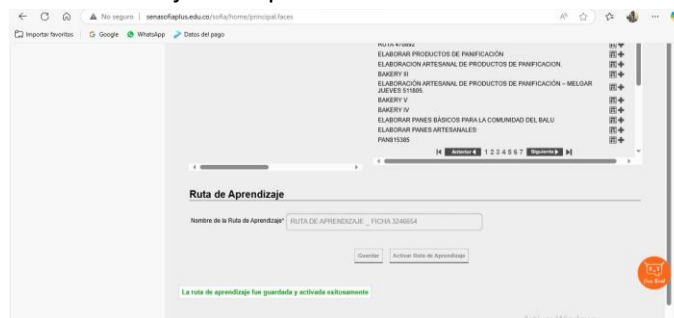 No seguro | senasofiaplus.edu.co/sofia/home/principal.faces
Importar favoritos Google WhatsApp Datos del pago
RUTA 470892
ELABORAR PRODUCTOS DE PANIFICACIÓN
ELABORACION ARTESANAL DE PRODUCTOS DE PANIFICACION.
BAKERY III
ELABORACIÓN ARTESANAL DE PRODUCTOS DE PANIFICACIÓN – MELGAR
JUEVES 511805.
BAKERY V
BAKERY IV
ELABORAR PANES BÁSICOS PARA LA COMUNIDAD DEL BALU
ELABORAR PANES ARTESANALES
PAN815385
Anterior 1 2 3 4 5 6 7 Siguiente
Ruta de Aprendizaje
Nombre de la Ruta de Aprendizaje* RUTA DE APRENDIZAJE _ FICHA 3246654
Guardar Activar Ruta de Aprendizaje
La ruta de aprendizaje fue guardada y activada exitosamente